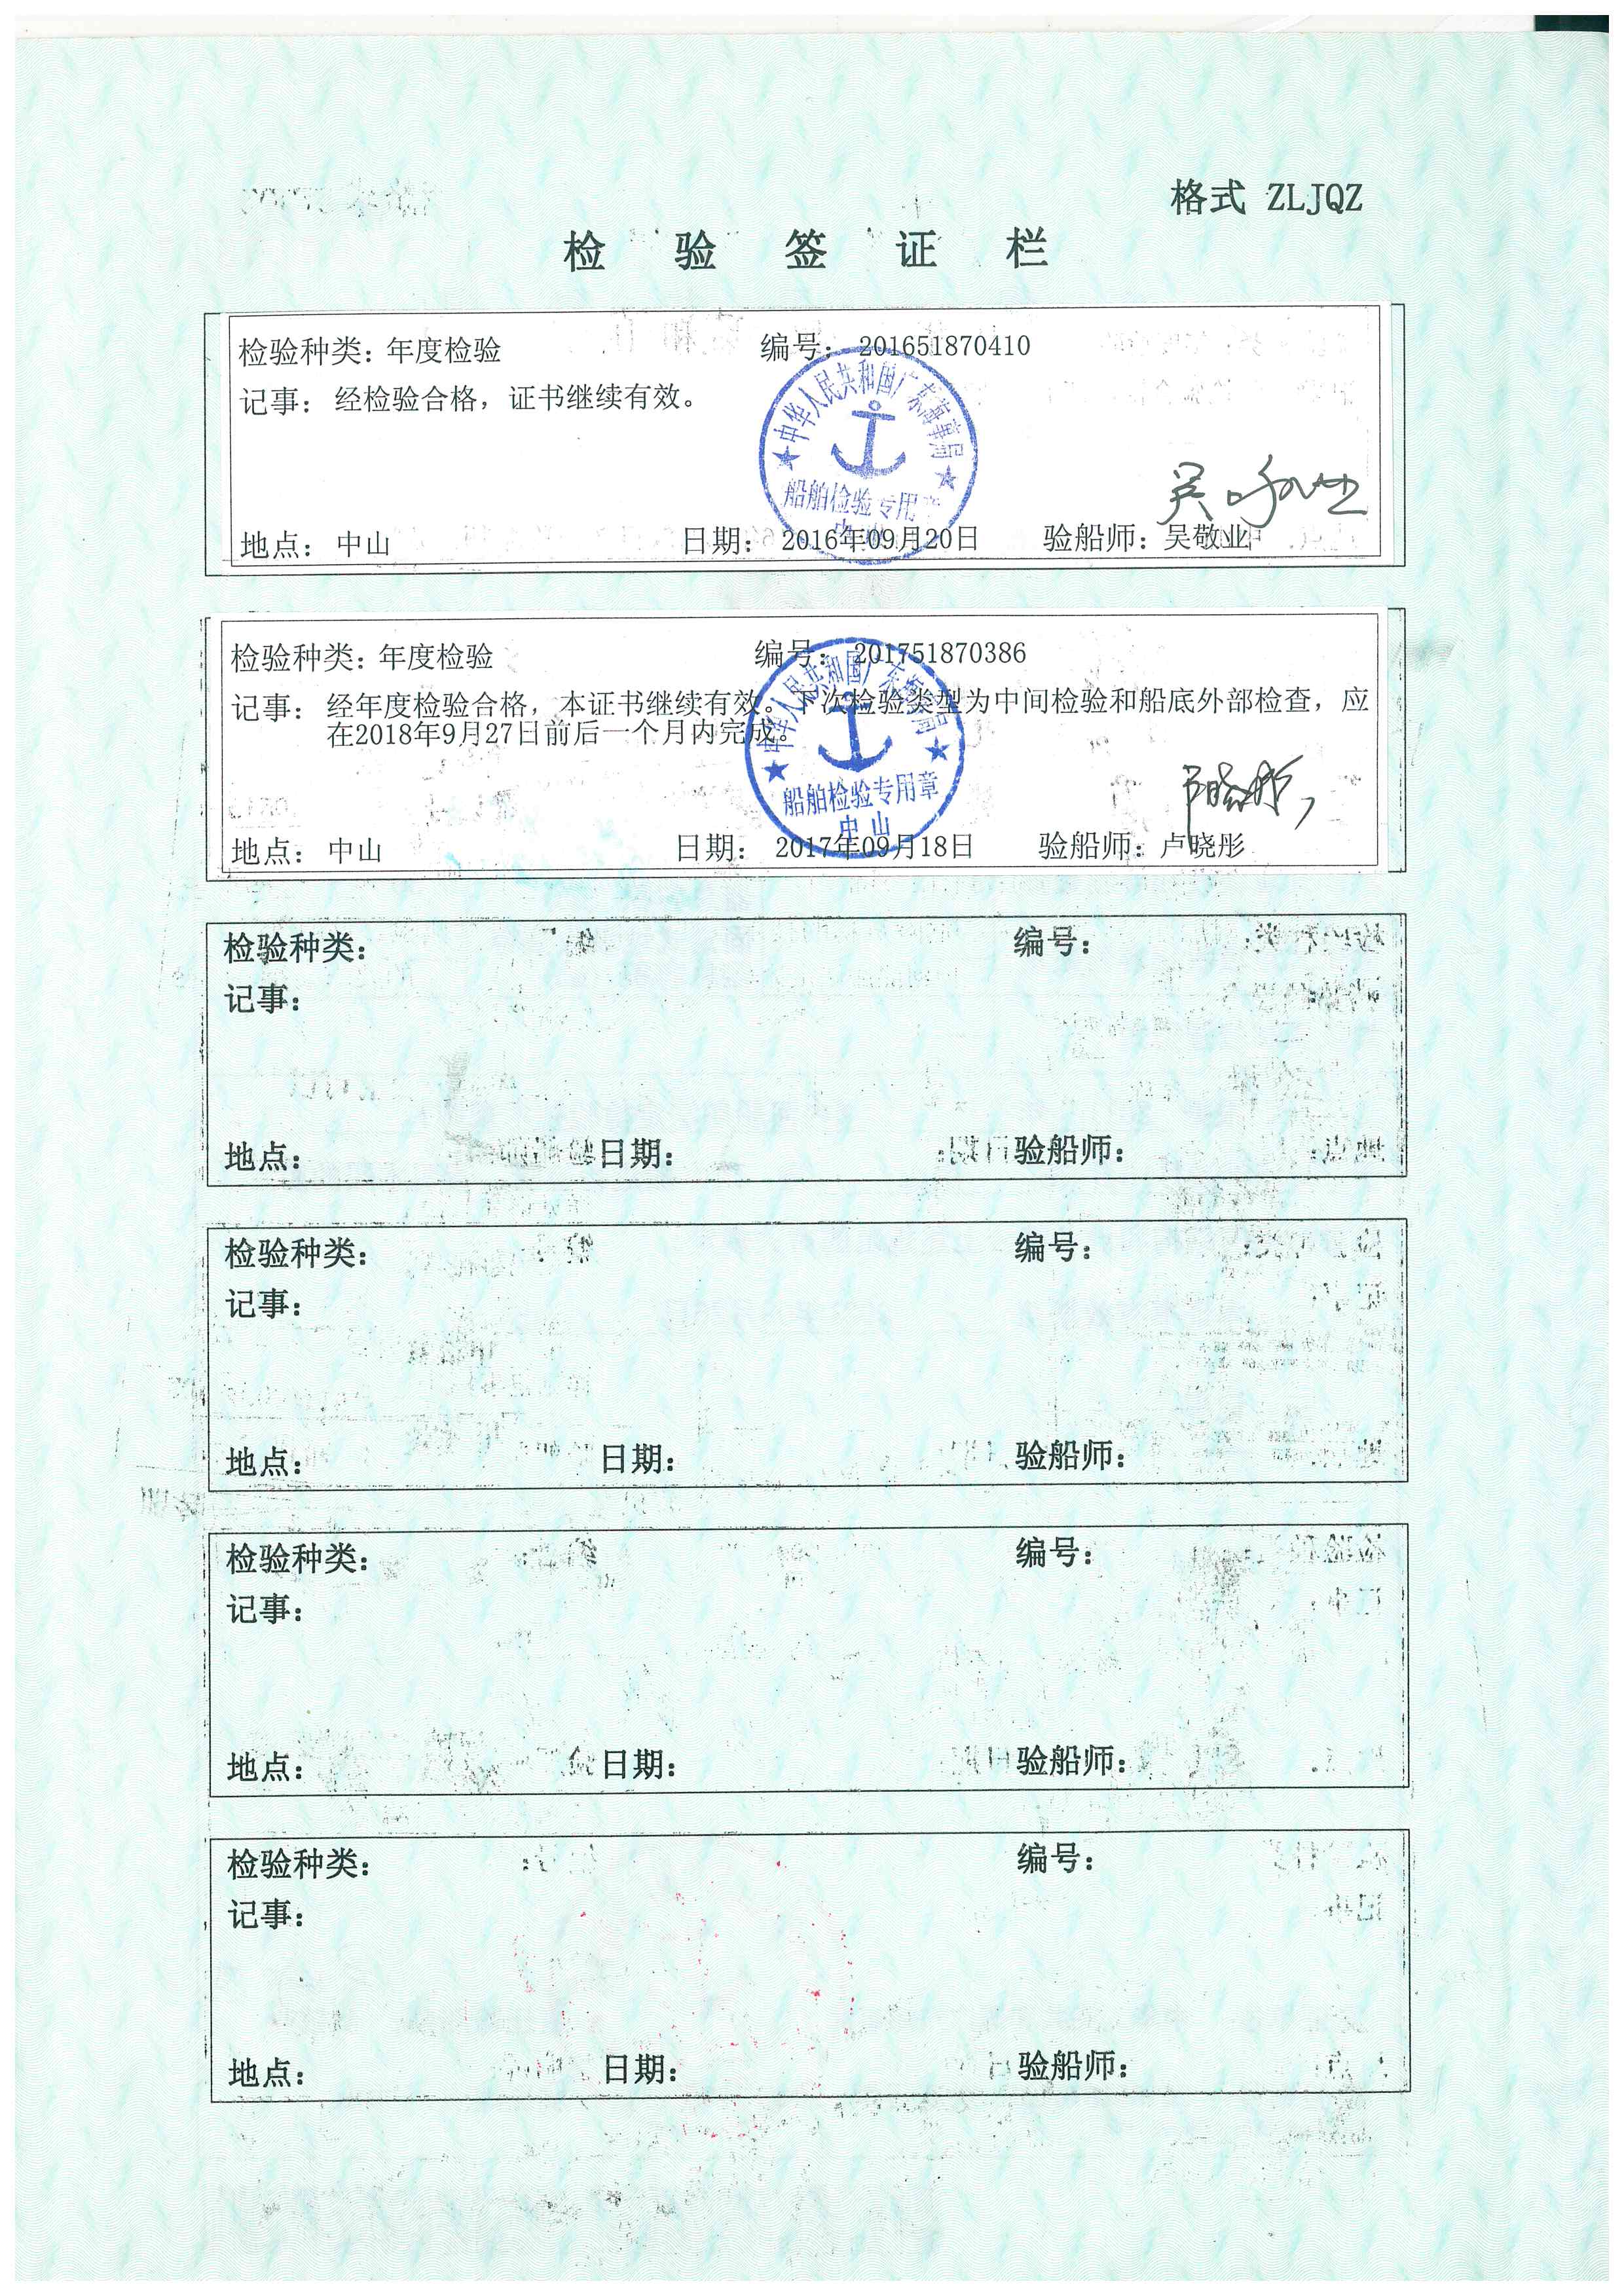 格式 ZLJQZ
检 验 签 证 栏
检验种类：年度检验 编号：201651870410
记事：经检验合格，证书继续有效。
中华人民共和国广东海事局
船舶检验专用
地点：中山 日期：2016年09月20日 验船师：吴敬业
检验种类：年度检验 编号：201751870386
记事：经年度检验合格，本证书继续有效。下次检验类型为中间检验和船底外部检查，应
在2018年9月27日前后一个月内完成。
中华人民共和国广东海事局
船舶检验专用章
中山
卢晓彤
地点：中山 日期：2017年09月18日 验船师：卢晓彤
检验种类： 编号：
记事：
地点： 日期： 验船师：
检验种类： 编号：
记事：
地点： 日期： 验船师：
检验种类： 编号：
记事：
地点： 日期： 验船师：
检验种类： 编号：
记事：
地点： 日期： 验船师：